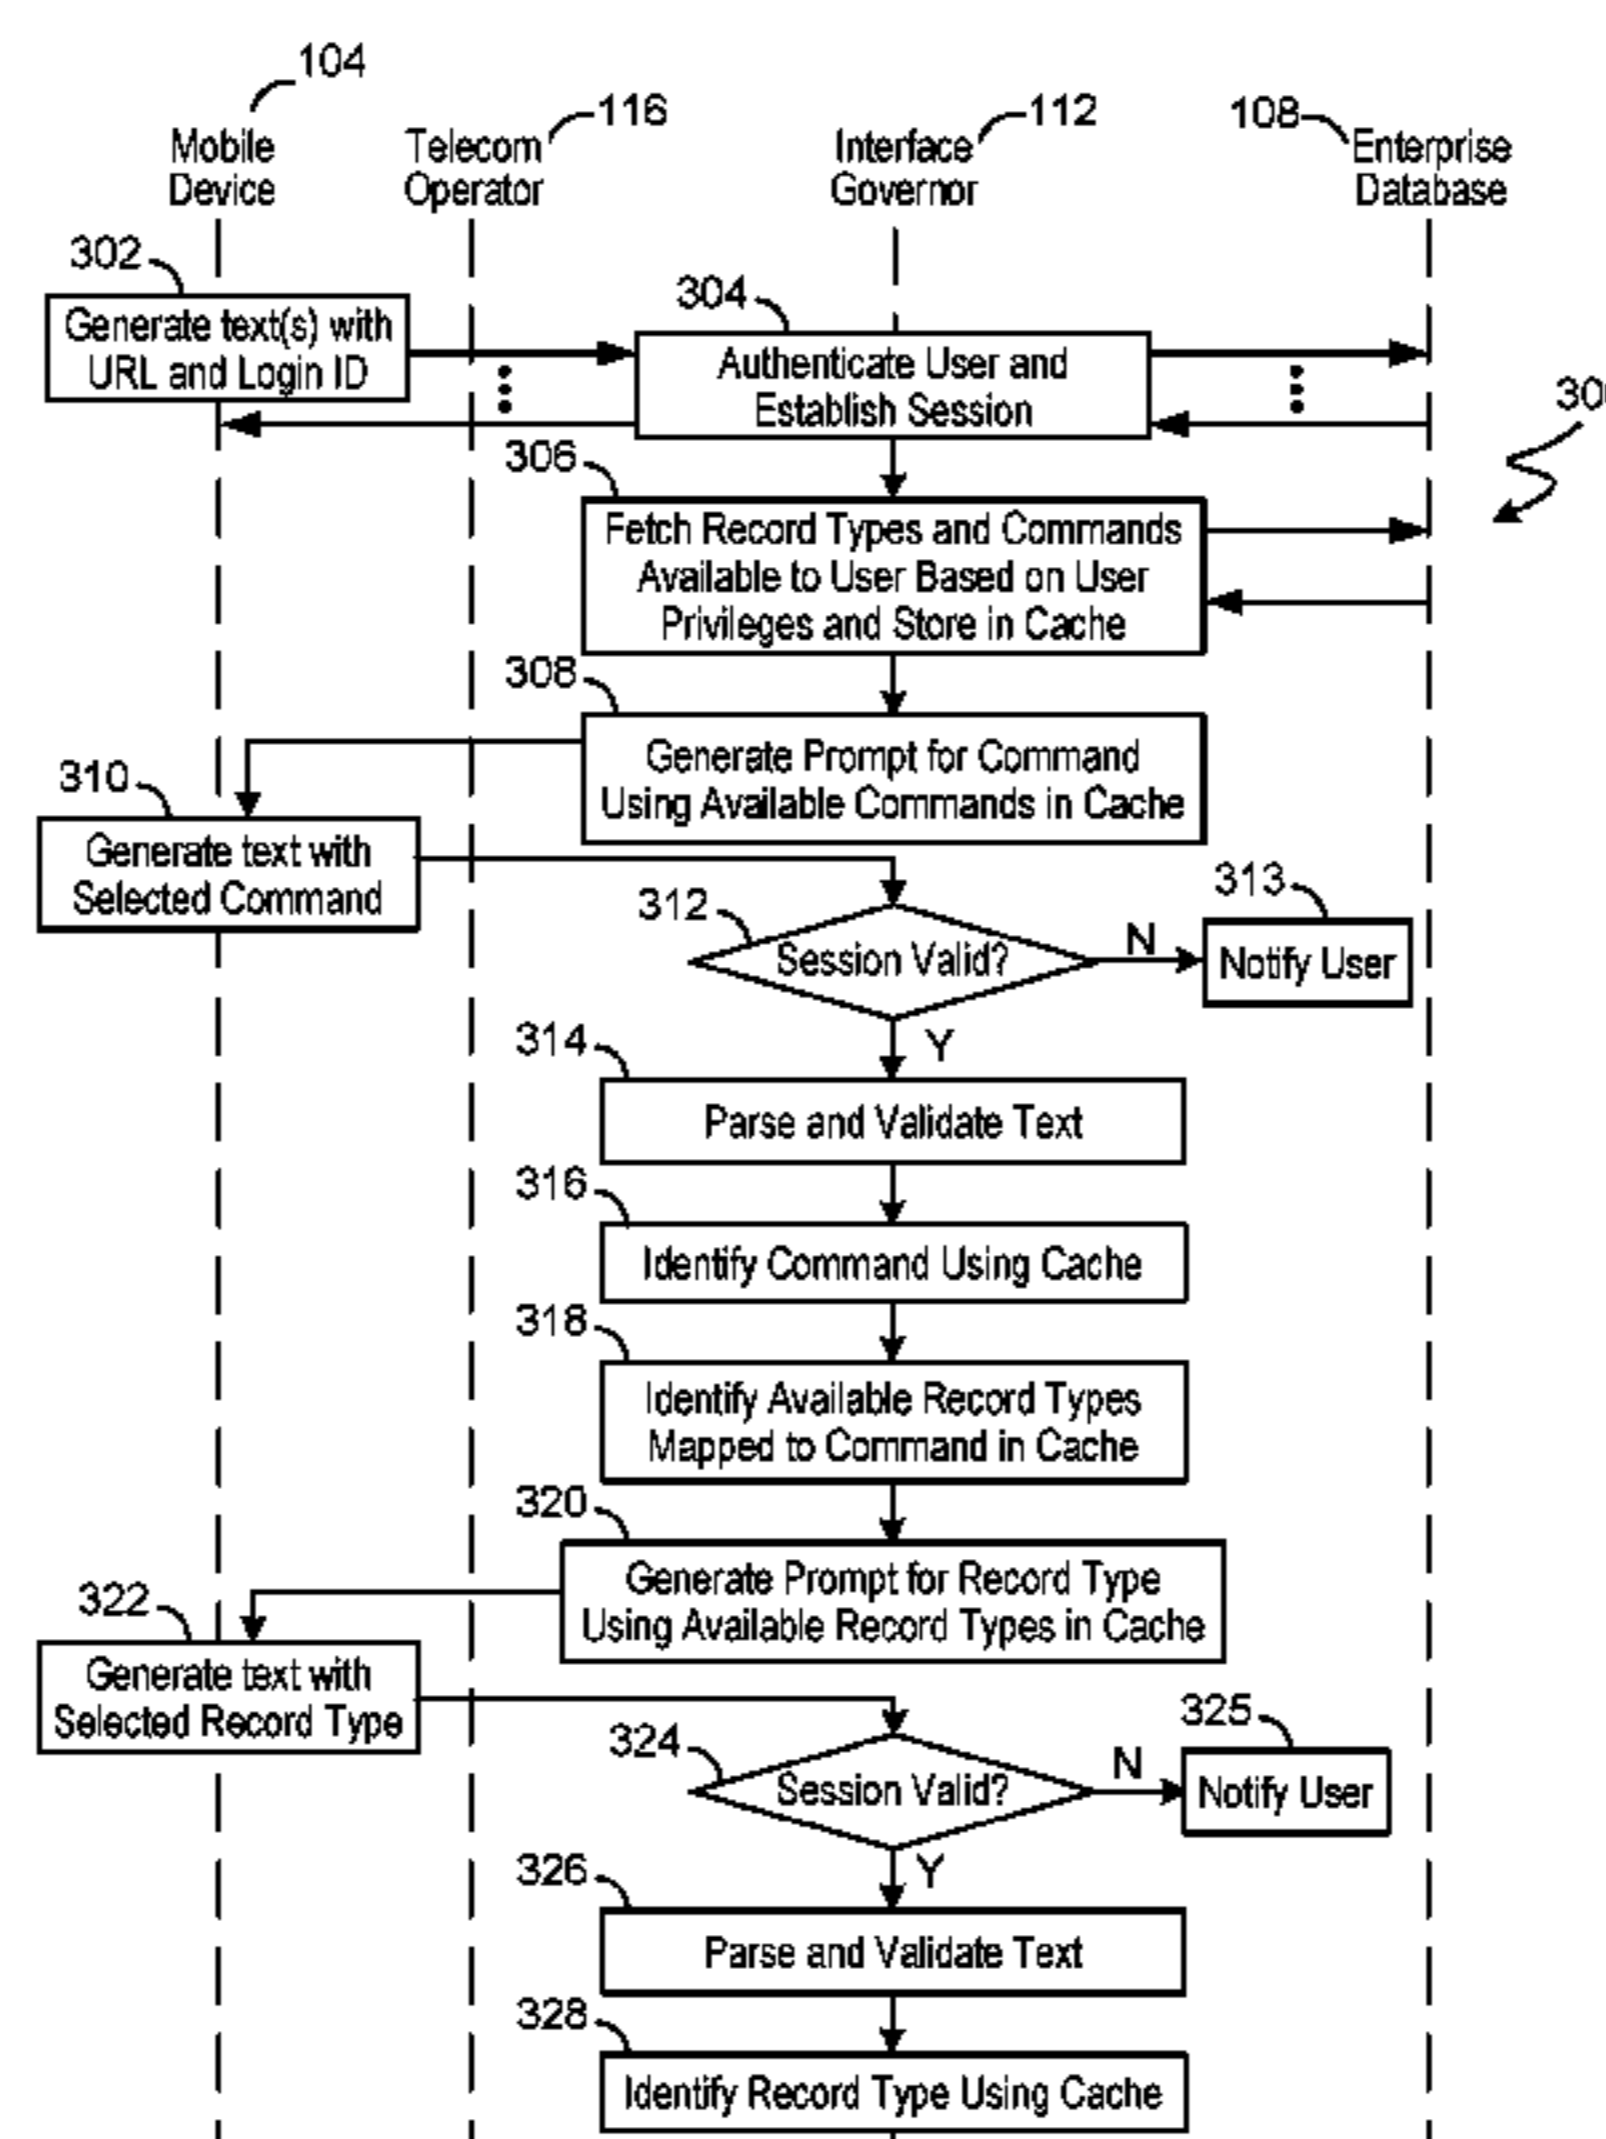 104
116
112
108
Mobile
Device
Telecom
Operator
Interface
Governor
Enterprise
Database
302
Generate text(s) with
URL and Login ID
304
Authenticate User and
Establish Session
306
Fetch Record Types and Commands
Available to User Based on User
Privileges and Store in Cache
308
Generate Prompt for Command
Using Available Commands in Cache
310
Generate text with
Selected Command
312
Session Valid?
N
313
Notify User
Y
314
Parse and Validate Text
316
Identify Command Using Cache
318
Identify Available Record Types
Mapped to Command in Cache
320
Generate Prompt for Record Type
Using Available Record Types in Cache
322
Generate text with
Selected Record Type
324
Session Valid?
N
325
Notify User
Y
326
Parse and Validate Text
328
Identify Record Type Using Cache